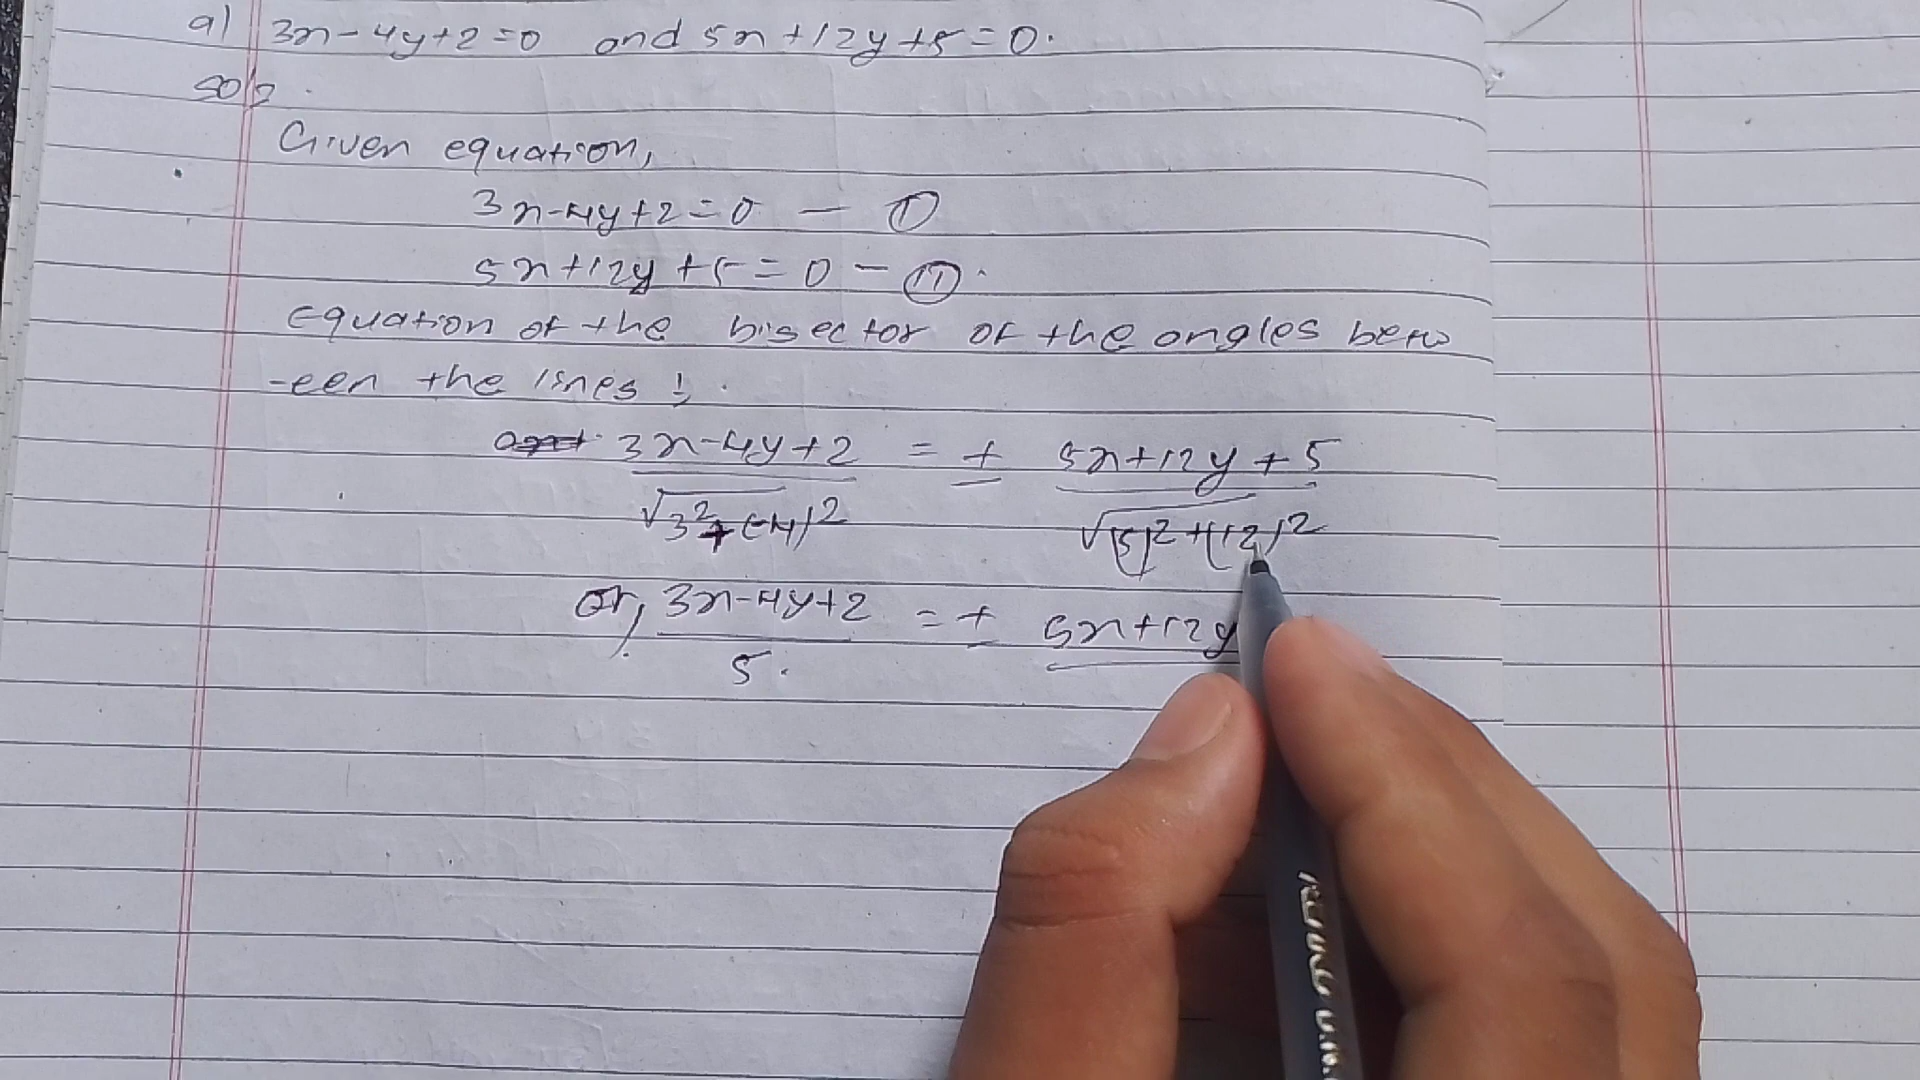 a) 3x-4y+2=0 and 5x+12y+5=0.
sol?
Given equation,
3x-4y+2=0 — (I)
5x+12y+5=0 — (II).
Equation of the bisector of the angles betw
-een the lines ;
3x-4y+2 = ± 5x+12y+5
√3²+(-4)² √(5)²+(12)²
or, 3x-4y+2 = ± 5x+12y
5.